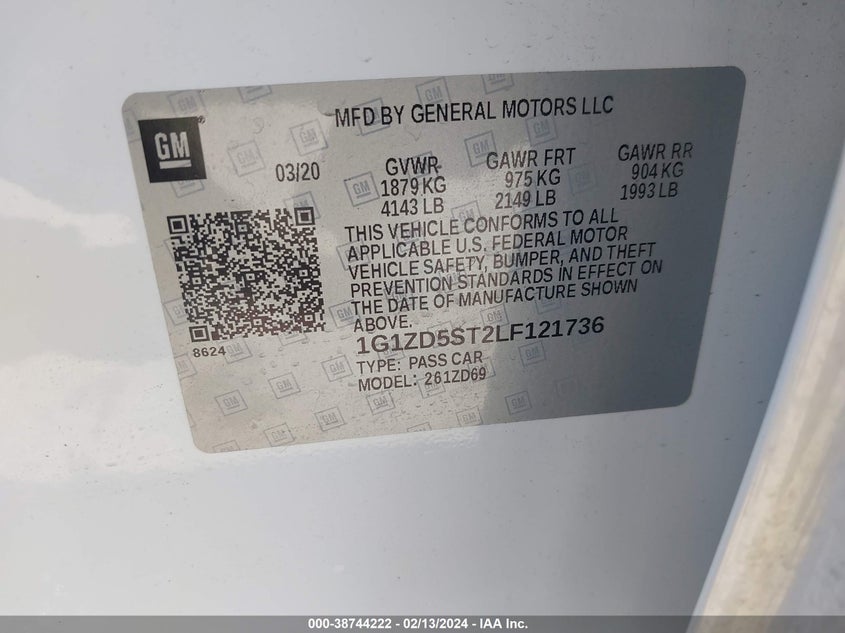 MFD BY GENERAL MOTORS LLC
GM
03/20
GVWR
1879 KG
4143 LB
GAWR FRT
975 KG
2149 LB
GAWR RR
904 KG
1993 LB
THIS VEHICLE CONFORMS TO ALL
APPLICABLE U.S. FEDERAL MOTOR
VEHICLE SAFETY, BUMPER, AND THEFT
PREVENTION STANDARDS IN EFFECT ON
THE DATE OF MANUFACTURE SHOWN
ABOVE.
8624
1G1ZD5ST2LF121736
TYPE: PASS CAR
MODEL: 261ZD69
000-38744222 - 02/13/2024 - IAAI.COM